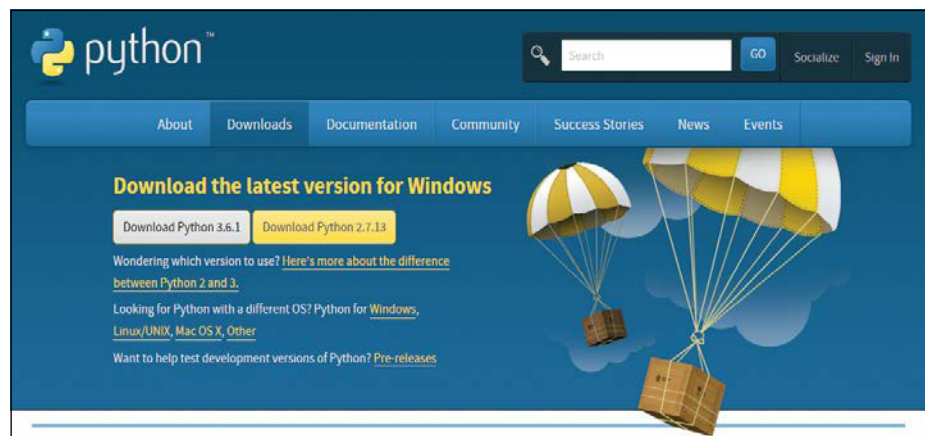 python™
Search
GO
Socialize
Sign In
About
Downloads
Documentation
Community
Success Stories
News
Events
Download the latest version for Windows
Download Python 3.6.1
Download Python 2.7.13
Wondering which version to use? Here's more about the difference
between Python 2 and 3.
Looking for Python with a different OS? Python for Windows,
Linux/UNIX, Mac OS X, Other
Want to help test development versions of Python? Pre-releases